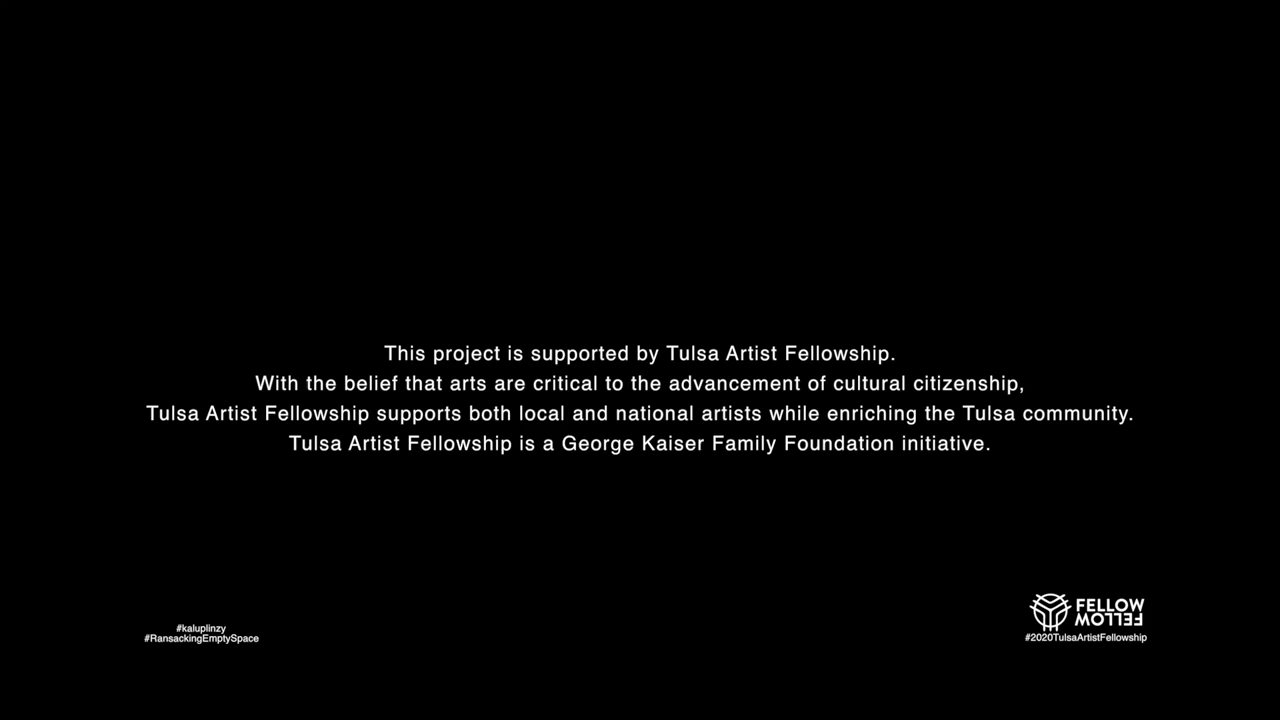 This project is supported by Tulsa Artist Fellowship.
With the belief that arts are critical to the advancement of cultural citizenship,
Tulsa Artist Fellowship supports both local and national artists while enriching the Tulsa community.
Tulsa Artist Fellowship is a George Kaiser Family Foundation initiative.
#kaluplinzy
#RansackingEmptySpace
FELLOW
FELLOW
#2020TulsaArtistFellowship